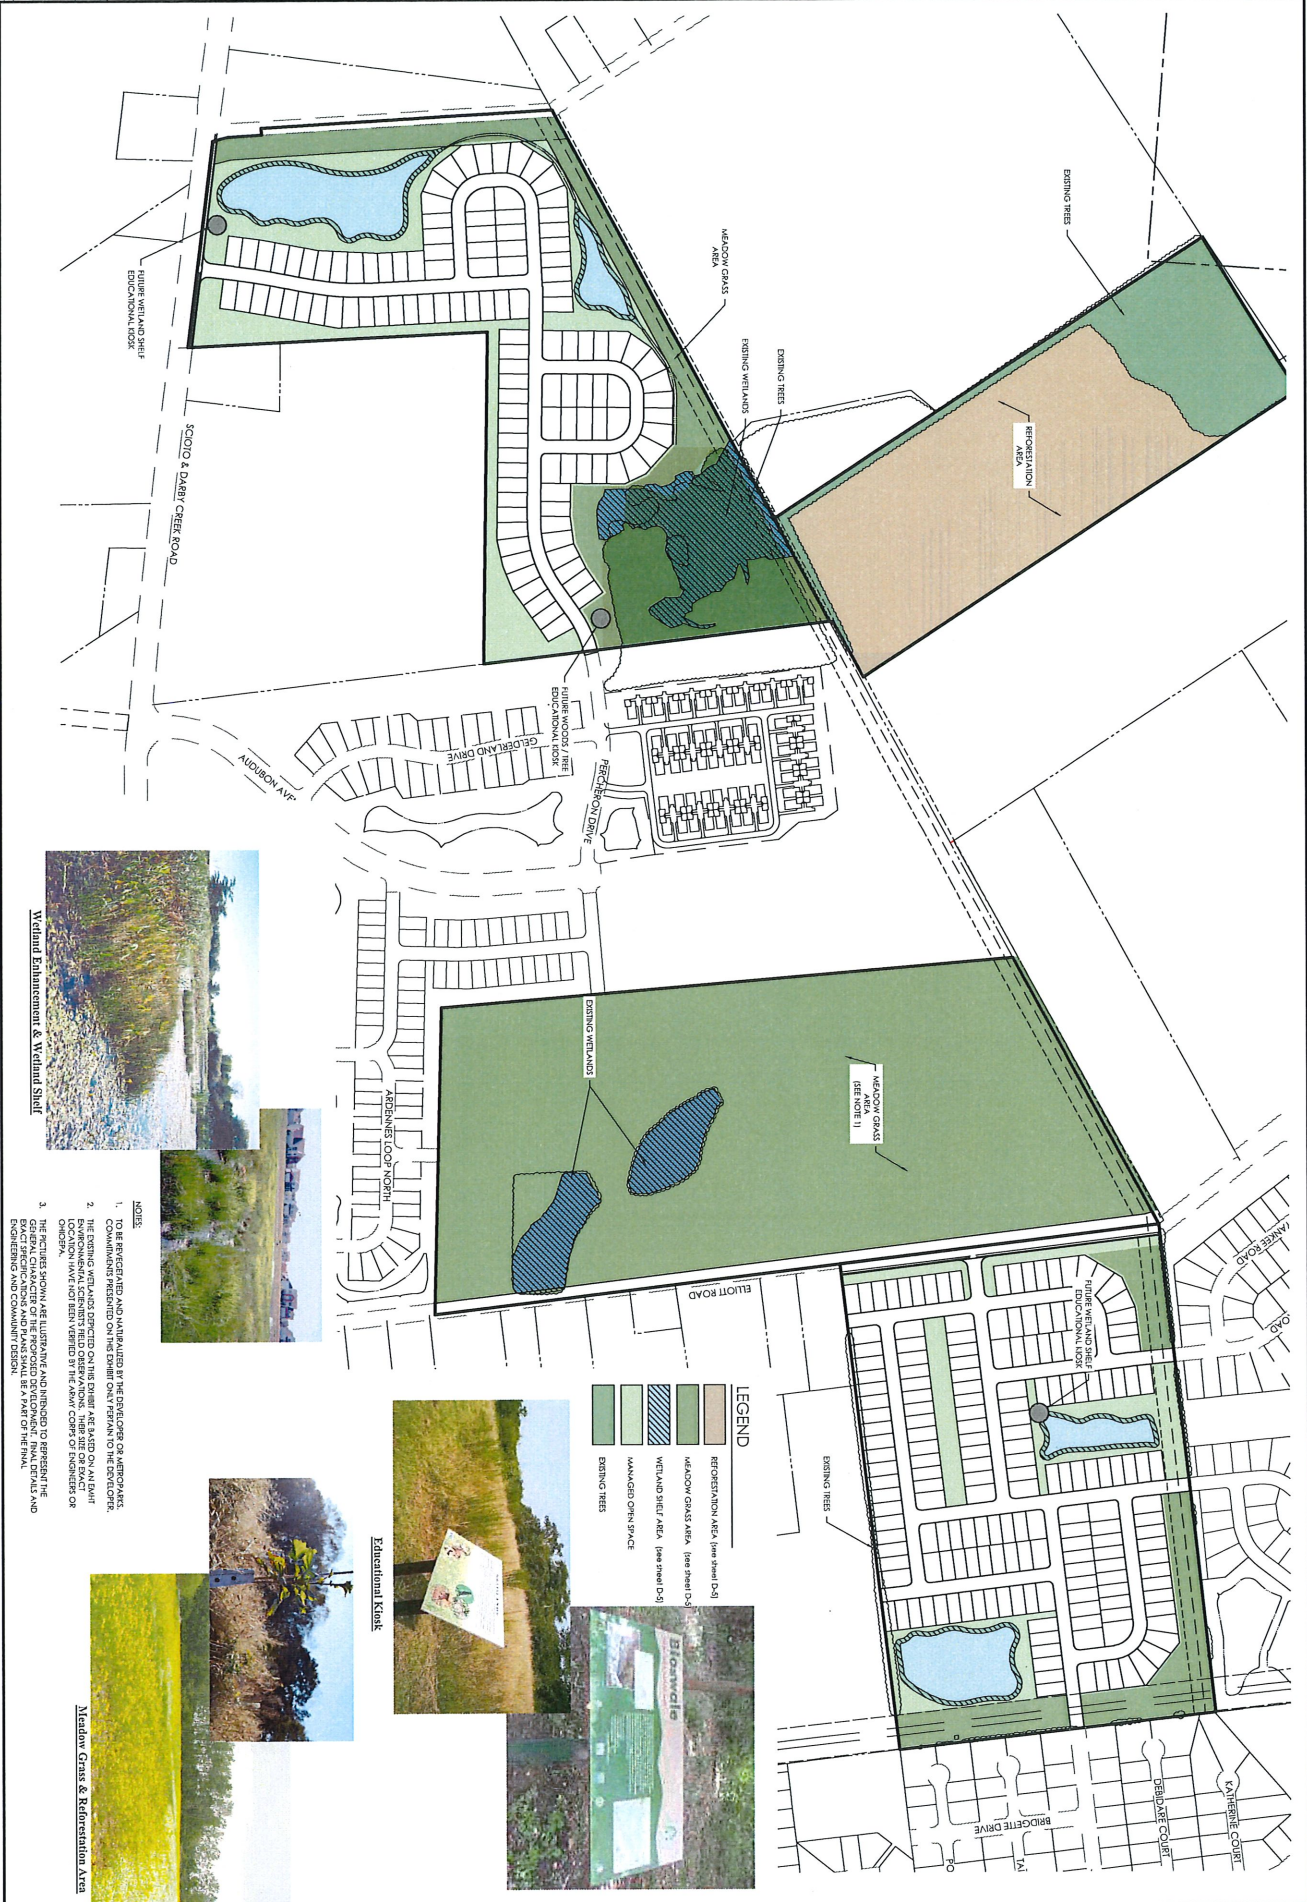 EXISTING TREES
REFORESTATION
AREA
MEADOW GRASS
AREA
EXISTING TREES
EXISTING WETLANDS
FUTURE WETLAND SHELF
EDUCATIONAL KIOSK
SCIOTO & DARBY CREEK ROAD
FUTURE WOODS / TREE
EDUCATIONAL KIOSK
PERCHERON DRIVE
GELDERLAND DRIVE
AUDUBON AVE
EXISTING WETLANDS
MEADOW GRASS
AREA
(SEE NOTE 1)
ARDENNES LOOP NORTH
ELLIOTT ROAD
ROAD
FUTURE WETLAND SHELF
EDUCATIONAL KIOSK
EXISTING TREES
KATHERINE COURT
DEBIDARE COURT
BRIDGETTE DRIVE
TAI
PO
LEGEND
REFORESTATION AREA (see sheet D-5)
MEADOW GRASS AREA (see sheet D-5)
WETLAND SHELF AREA (see sheet D-5)
MANAGED OPEN SPACE
EXISTING TREES
Wetland Enhancement & Wetland Shelf
Educational Kiosk
Bioswale
Meadow Grass & Reforestation Area
NOTES:
1. TO BE REVEGETATED AND NATURALIZED BY THE DEVELOPER OR METROPARKS.
COMMITMENTS PRESENTED ON THIS EXHIBIT ONLY PERTAIN TO THE DEVELOPER.
2. THE EXISTING WETLANDS DEPICTED ON THIS EXHIBIT ARE BASED ON AN EMHT
ENVIRONMENTAL SCIENTIST'S FIELD OBSERVATIONS. THEIR SIZE OR EXACT
LOCATION HAVE NOT BEEN VERIFIED BY THE ARMY CORPS OF ENGINEERS OR
OHIOEPA.
3. THE PICTURES SHOWN ARE ILLUSTRATIVE AND INTENDED TO REPRESENT THE
GENERAL CHARACTER OF THE PROPOSED DEVELOPMENT. FINAL DETAILS AND
EXACT SPECIFICATIONS AND PLANS SHALL BE A PART OF THE FINAL
ENGINEERING AND COMMUNITY DESIGN.